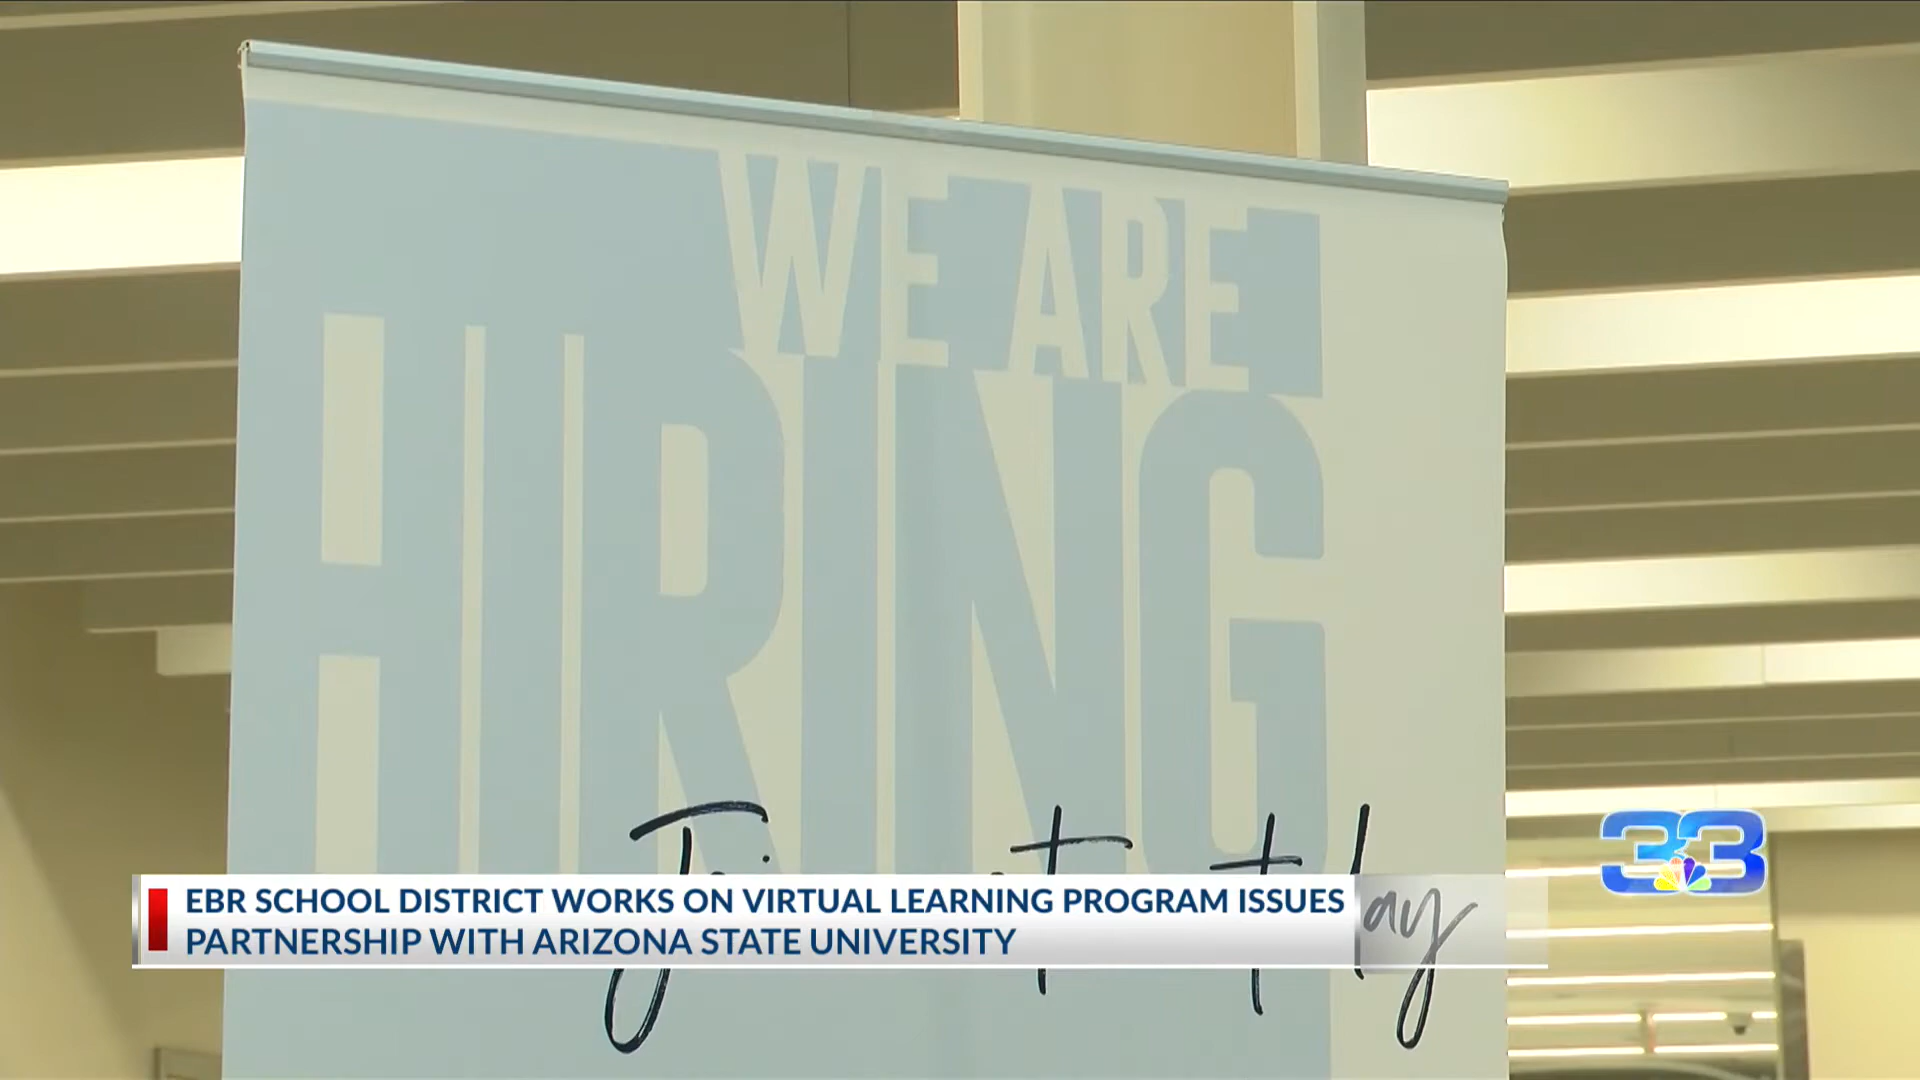 WE ARE
HIRING
EBR SCHOOL DISTRICT WORKS ON VIRTUAL LEARNING PROGRAM ISSUES
PARTNERSHIP WITH ARIZONA STATE UNIVERSITY
33